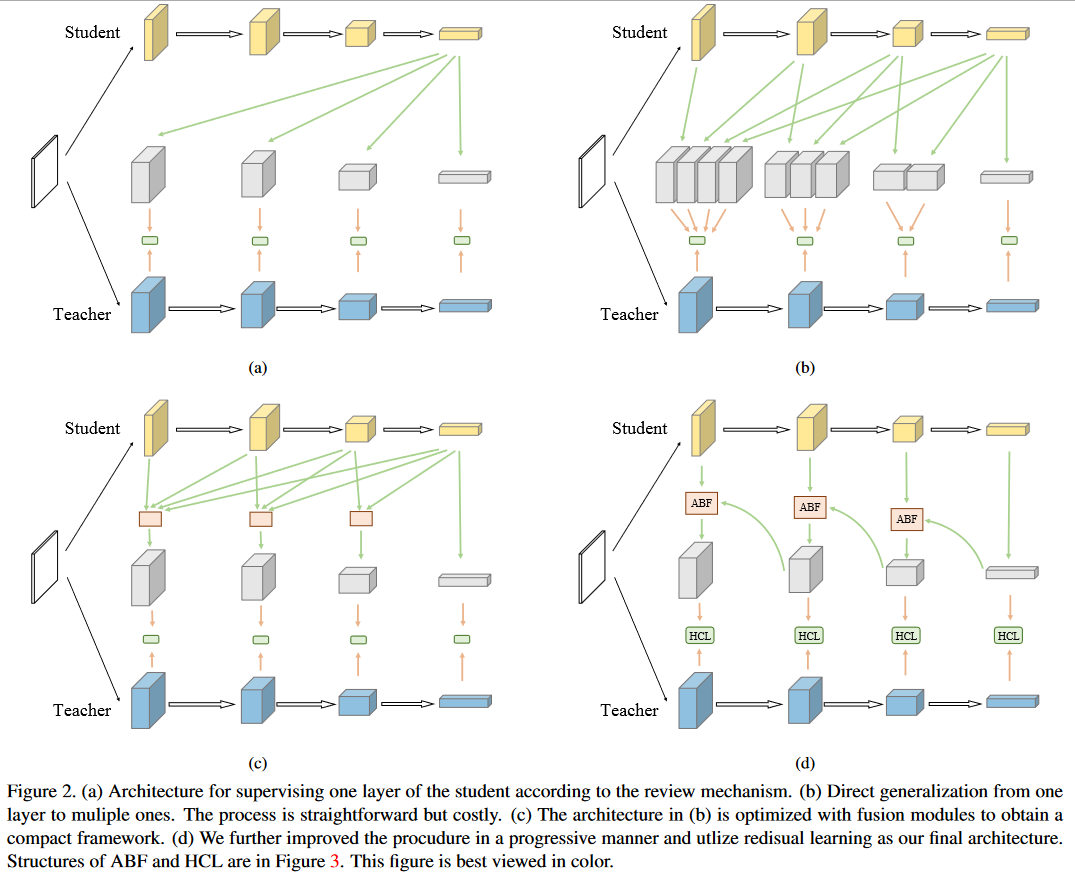 Student
Student
Teacher
Teacher
(a)
(b)
Student
Student
ABF
ABF
ABF
HCL
HCL
HCL
HCL
Teacher
Teacher
(c)
(d)
Figure 2. (a) Architecture for supervising one layer of the student according to the review mechanism. (b) Direct generalization from one
layer to muliple ones. The process is straightforward but costly. (c) The architecture in (b) is optimized with fusion modules to obtain a
compact framework. (d) We further improved the procudure in a progressive manner and utlize redisual learning as our final architecture.
Structures of ABF and HCL are in Figure 3. This figure is best viewed in color.